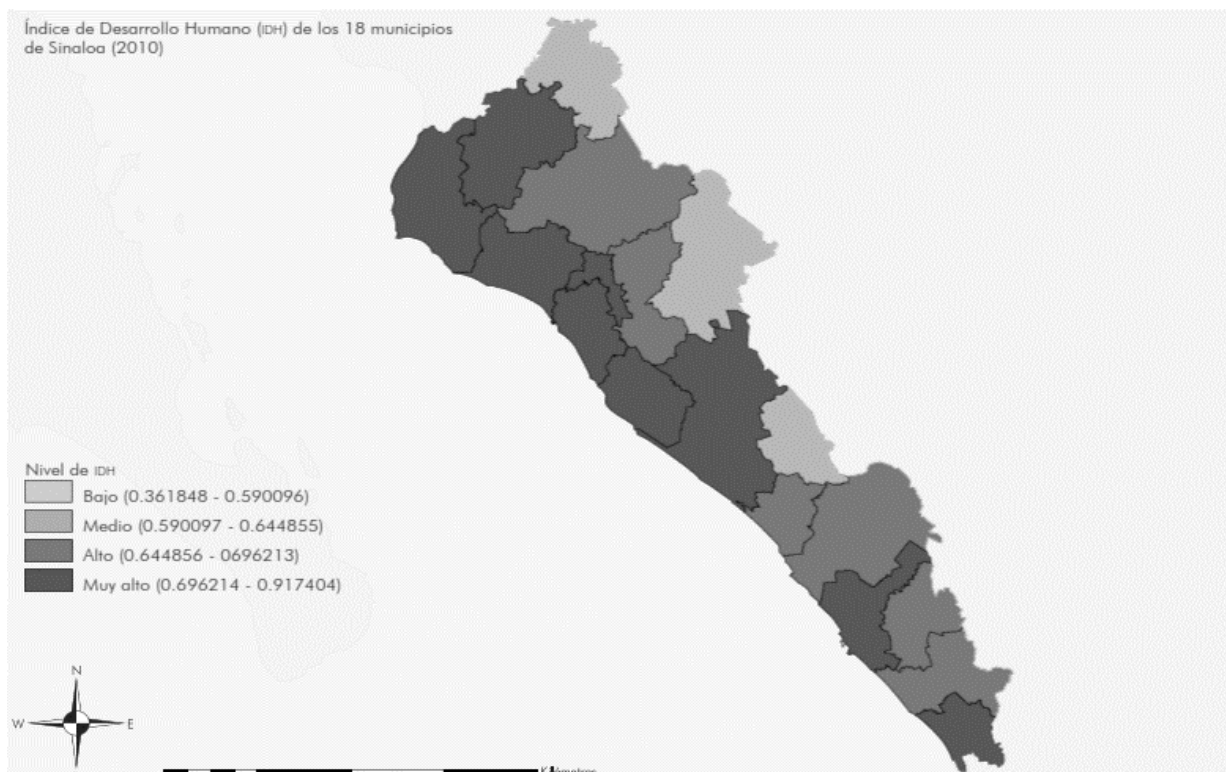 Índice de Desarrollo Humano (IDH) de los 18 municipios
de Sinaloa (2010)
Nivel de IDH
Bajo (0.361848 - 0.590096)
Medio (0.590097 - 0.644855)
Alto (0.644856 - 0696213)
Muy alto (0.696214 - 0.917404)
N
W E